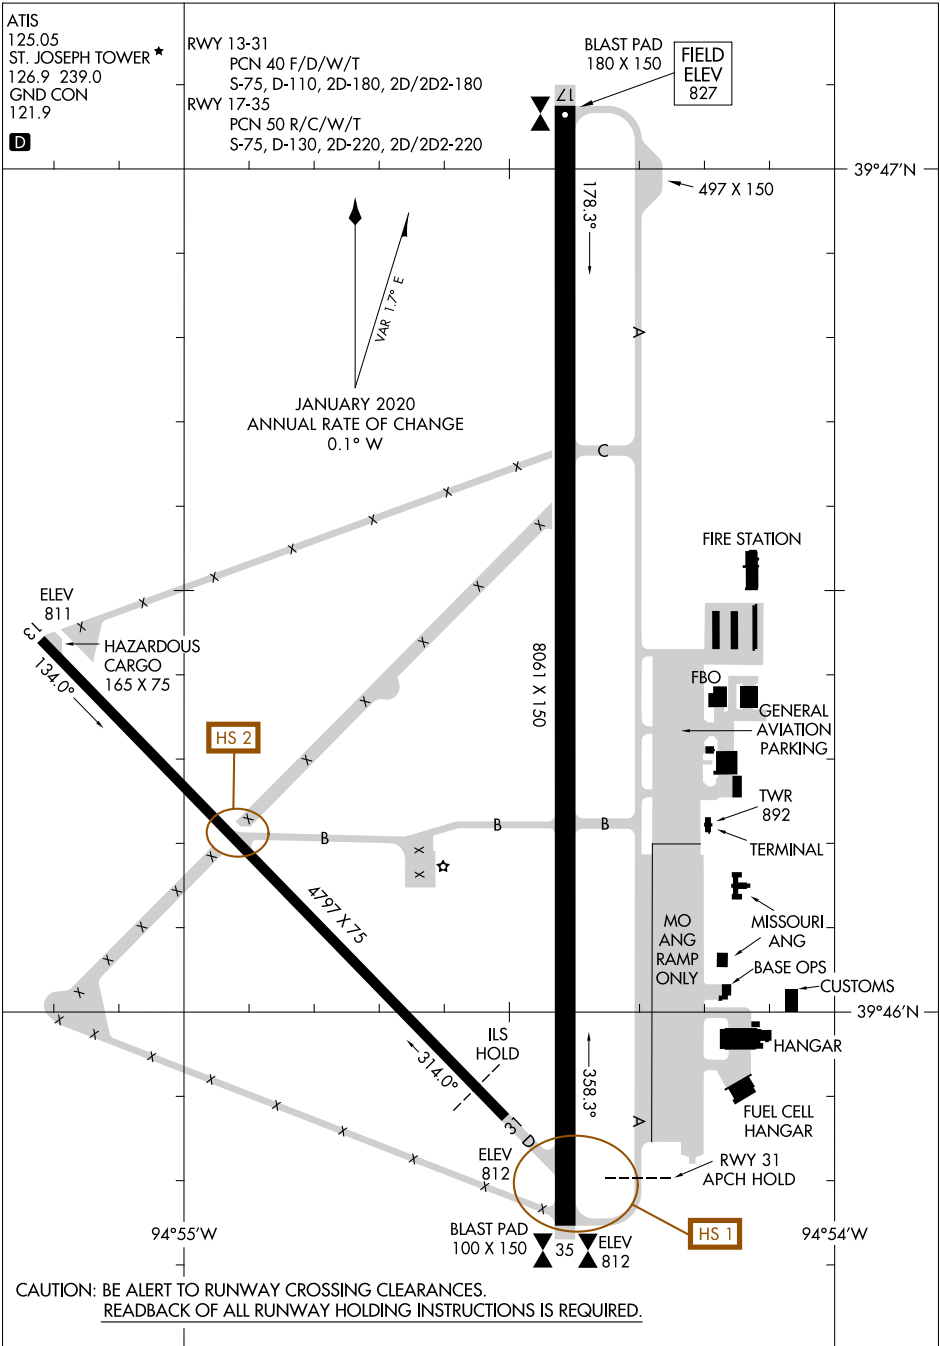 ATIS
125.05
ST. JOSEPH TOWER ★
126.9 239.0
GND CON
121.9
D
RWY 13-31
PCN 40 F/D/W/T
S-75, D-110, 2D-180, 2D/2D2-180
RWY 17-35
PCN 50 R/C/W/T
S-75, D-130, 2D-220, 2D/2D2-220
BLAST PAD
180 X 150
FIELD
ELEV
827
17
39°47'N
497 X 150
178.3°
VAR 1.7° E
A
JANUARY 2020
ANNUAL RATE OF CHANGE
0.1° W
C
X
X
X
X
X
X
X
X
X
X
X
X
FIRE STATION
ELEV
811
13
HAZARDOUS
CARGO
165 X 75
134.0°
8061 X 150
FBO
GENERAL
AVIATION
PARKING
HS 2
TWR
892
TERMINAL
B
B
B
X
X
X
X
X
X
X
4797 X 75
MO
ANG
RAMP
ONLY
MISSOURI
ANG
BASE OPS
CUSTOMS
39°46'N
HANGAR
FUEL CELL
HANGAR
X
X
X
X
X
X
X
X
X
ILS
HOLD
314.0°
358.3°
31
D
A
ELEV
812
RWY 31
APCH HOLD
HS 1
94°55'W
BLAST PAD
100 X 150
35
ELEV
812
94°54'W
CAUTION: BE ALERT TO RUNWAY CROSSING CLEARANCES.
READBACK OF ALL RUNWAY HOLDING INSTRUCTIONS IS REQUIRED.